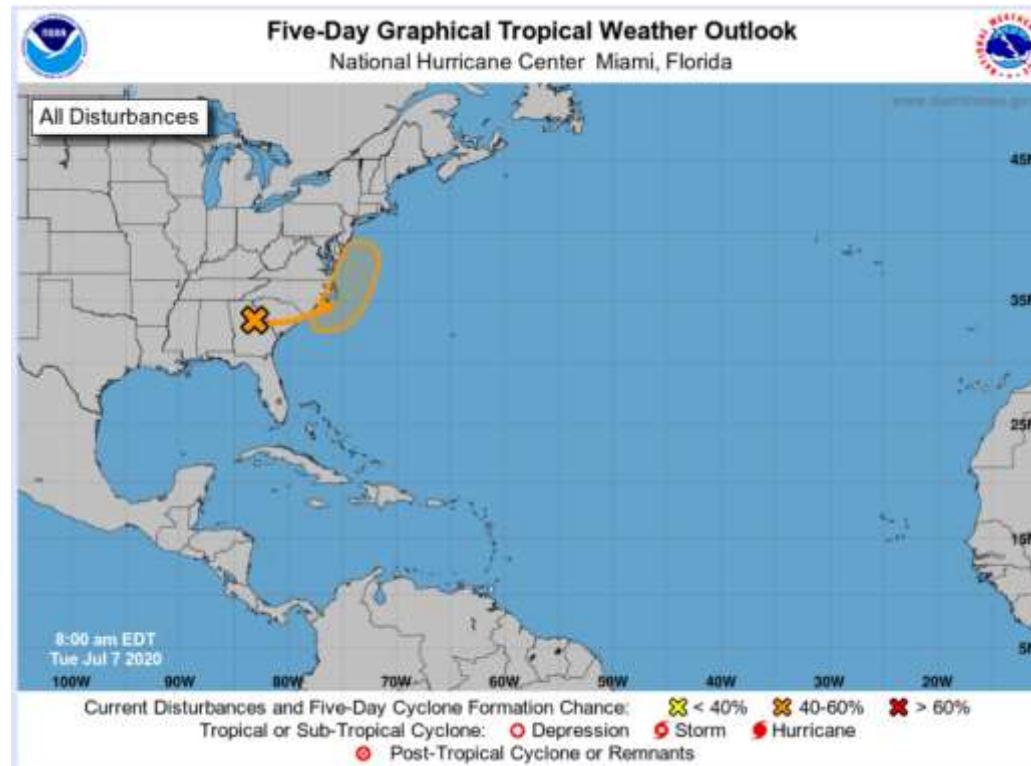 Five-Day Graphical Tropical Weather Outlook
National Hurricane Center Miami, Florida
All Disturbances
45N
35N
25N
15N
5N
8:00 am EDT
Tue Jul 7 2020
100W 90W 80W 70W 60W 50W 40W 30W 20W
Current Disturbances and Five-Day Cyclone Formation Chance: < 40% 40-60% > 60%
Tropical or Sub-Tropical Cyclone: Depression Storm Hurricane
Post-Tropical Cyclone or Remnants